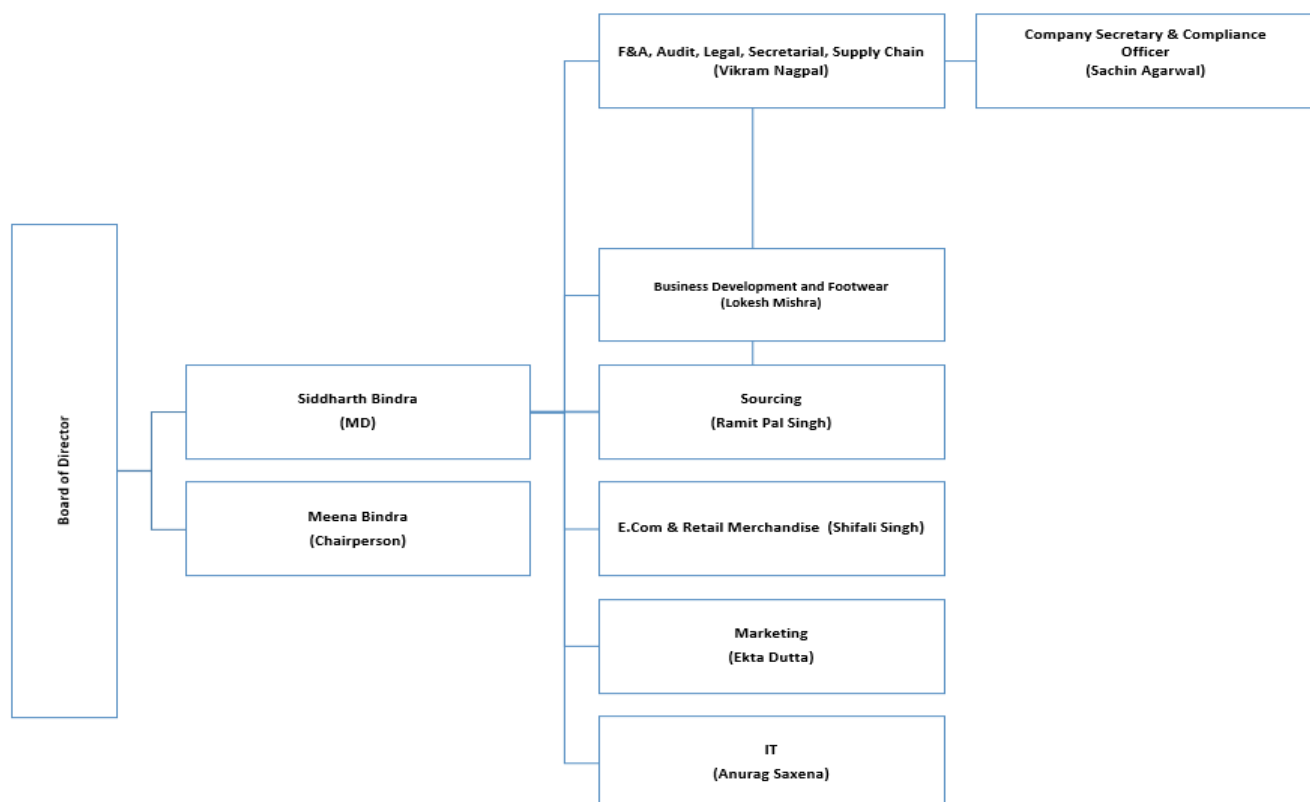 F&A, Audit, Legal, Secretarial, Supply Chain
(Vikram Nagpal)
Company Secretary & Compliance
Officer
(Sachin Agarwal)
Business Development and Footwear
(Lokesh Mishra)
Board of Director
Siddharth Bindra
(MD)
Sourcing
(Ramit Pal Singh)
Meena Bindra
(Chairperson)
E.Com & Retail Merchandise (Shifali Singh)
Marketing
(Ekta Dutta)
IT
(Anurag Saxena)